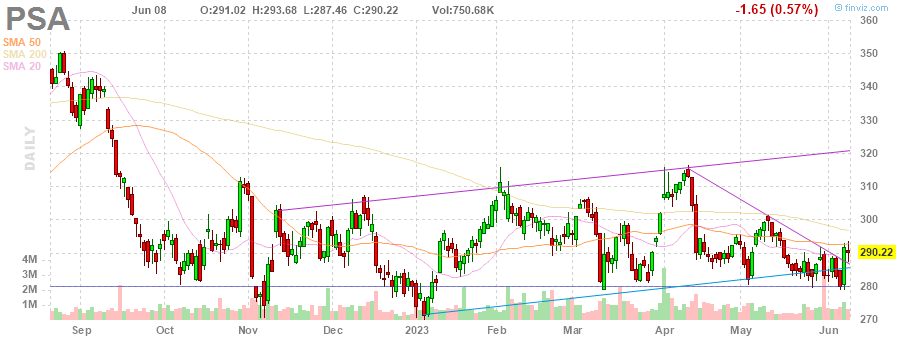 PSA Jun 08 O:291.02 H:293.68 L:287.46 C:290.22 Vol:750.68K -1.65 (0.57%) © finviz.com
SMA 50
SMA 200
SMA 20
DAILY
360
350
340
330
320
310
300
290.22
280
270
4M
3M
2M
1M
Sep Oct Nov Dec 2023 Feb Mar Apr May Jun